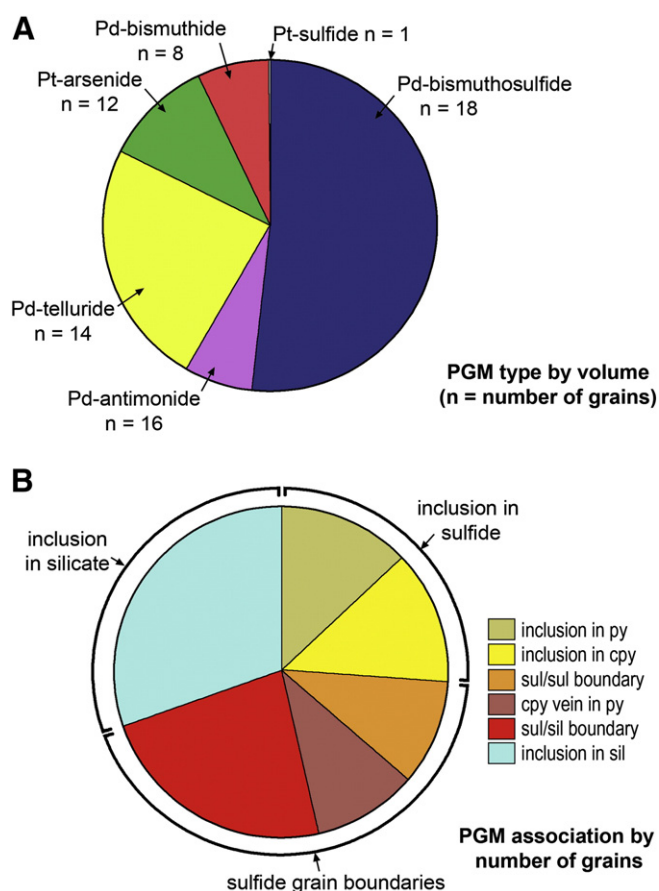 A
Pd-bismuthide
n = 8
Pt-sulfide n = 1
Pt-arsenide
n = 12
Pd-bismuthosulfide
n = 18
Pd-telluride
n = 14
Pd-antimonide
n = 16
PGM type by volume
(n = number of grains)
B
inclusion in
sulfide
inclusion
in silicate
inclusion in py
inclusion in cpy
sul/sul boundary
cpy vein in py
sul/sil boundary
inclusion in sil
PGM association by
number of grains
sulfide grain boundaries